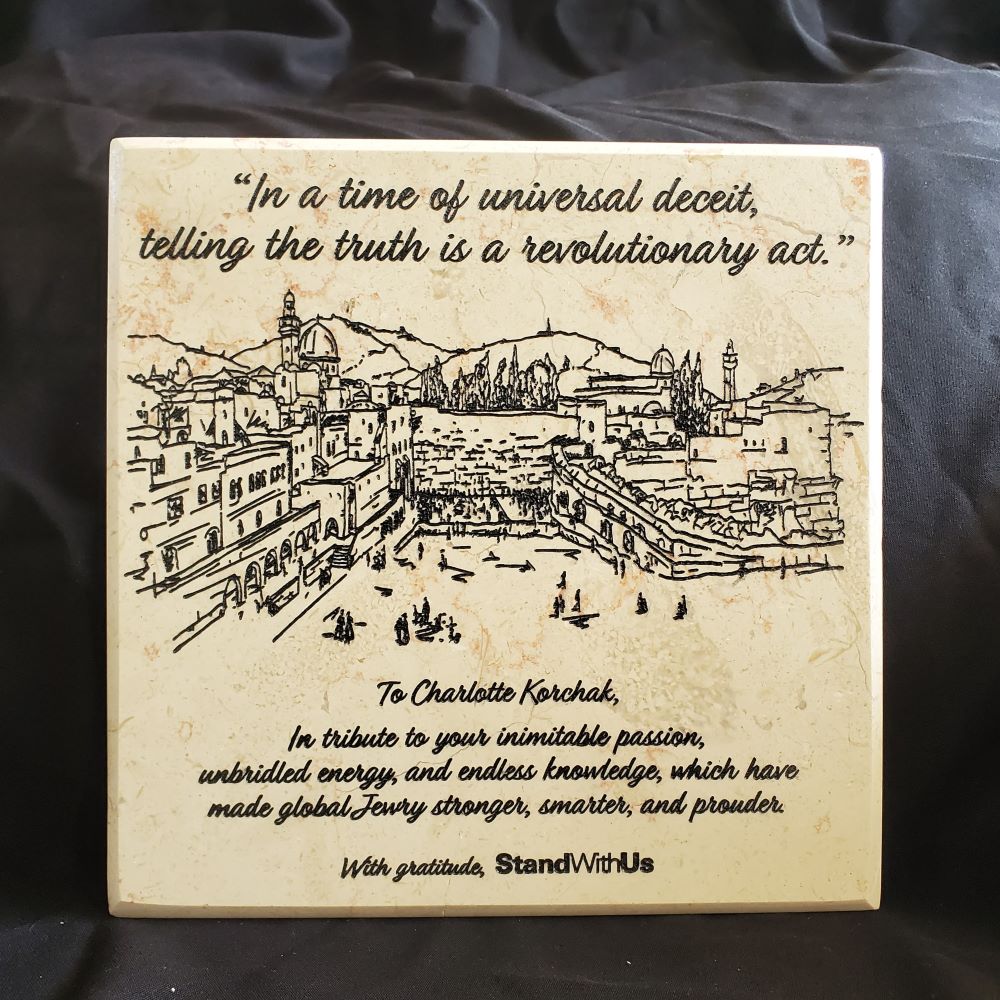 “In a time of universal deceit,
telling the truth is a revolutionary act.”
To Charlotte Korchak,
In tribute to your inimitable passion,
unbridled energy, and endless knowledge, which have
made global Jewry stronger, smarter, and prouder.
With gratitude, StandWithUs